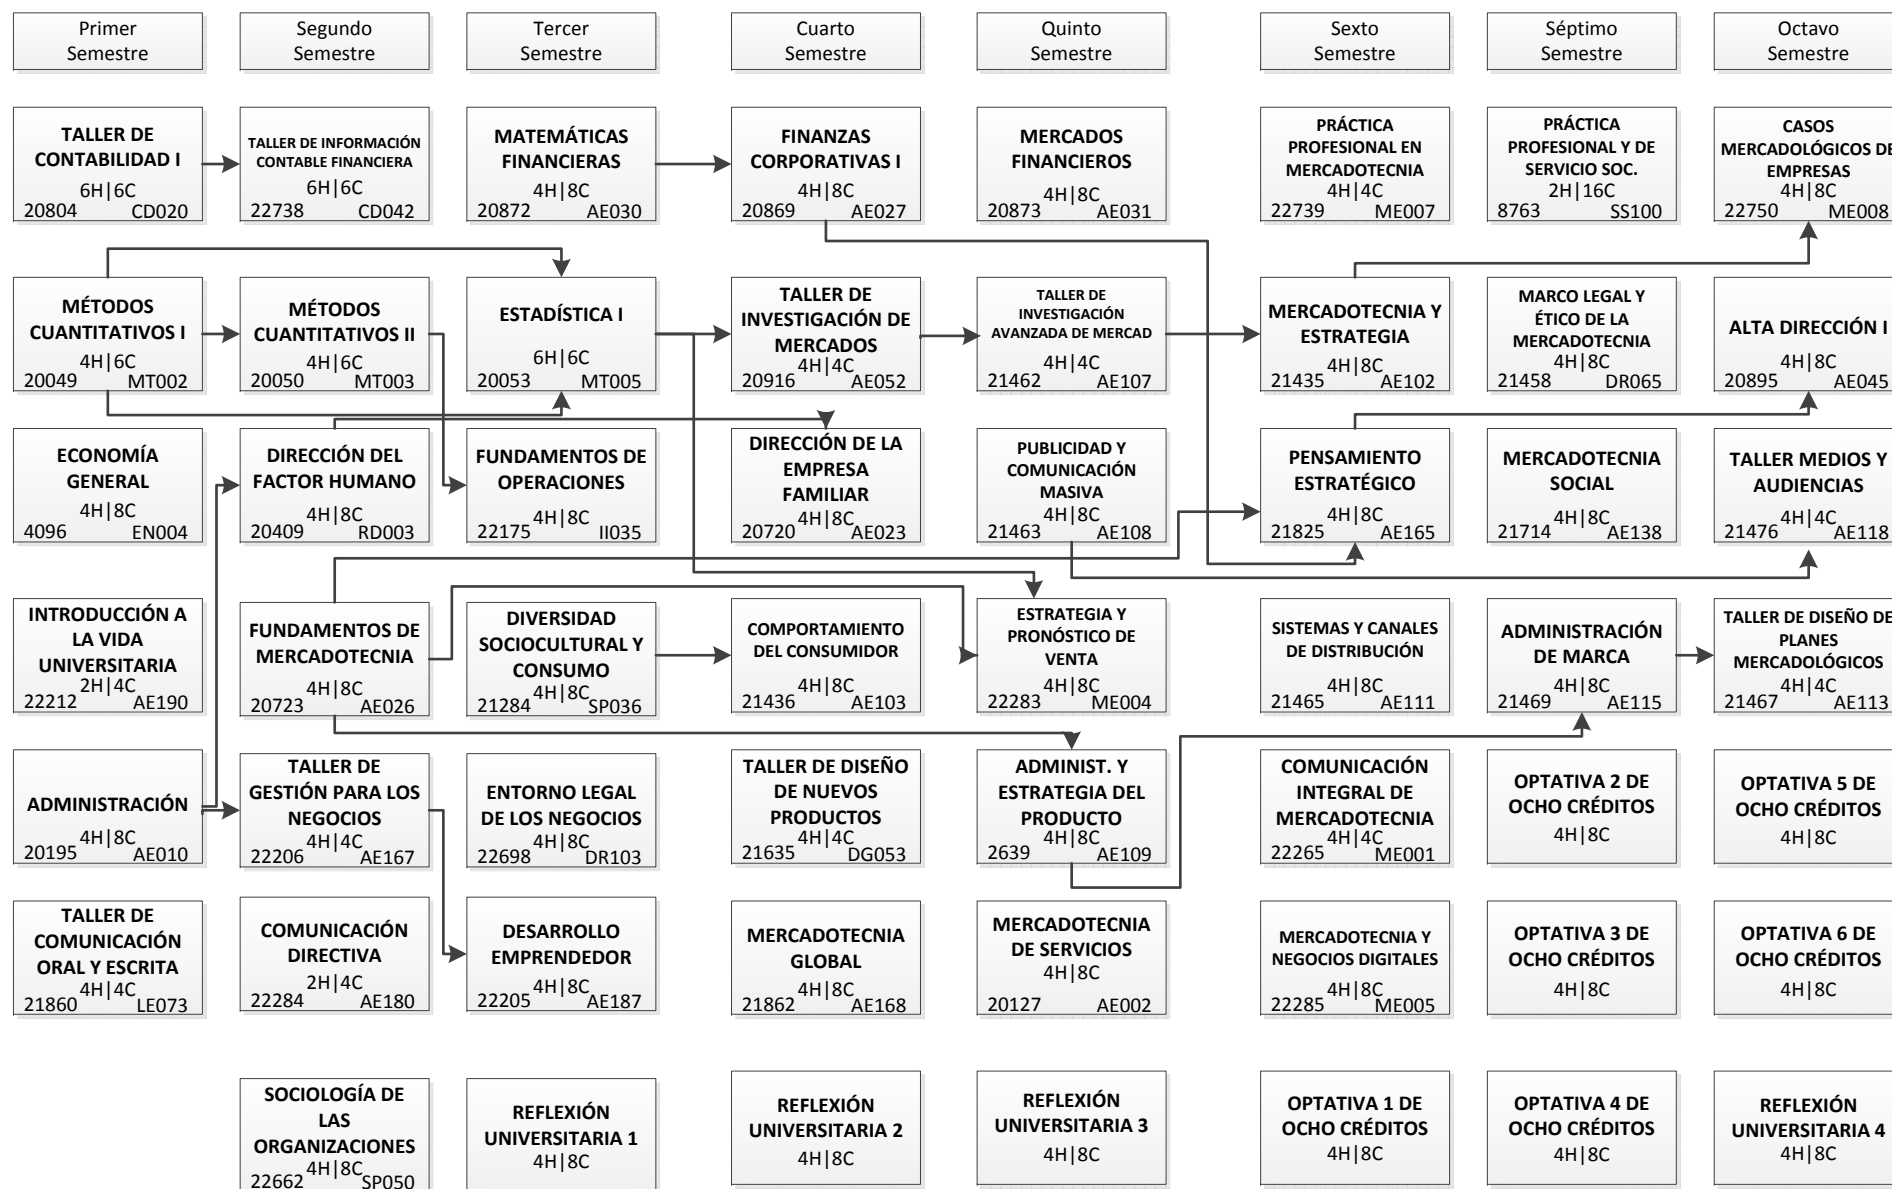 Primer
Semestre
Segundo
Semestre
Tercer
Semestre
Cuarto
Semestre
Quinto
Semestre
Sexto
Semestre
Séptimo
Semestre
Octavo
Semestre
TALLER DE
CONTABILIDAD I
6H|6C
20804 CD020
TALLER DE INFORMACIÓN
CONTABLE FINANCIERA
6H|6C
22738 CD042
MATEMÁTICAS
FINANCIERAS
4H|8C
20872 AE030
FINANZAS
CORPORATIVAS I
4H|8C
20869 AE027
MERCADOS
FINANCIEROS
4H|8C
20873 AE031
PRÁCTICA
PROFESIONAL EN
MERCADOTECNIA
4H|4C
22739 ME007
PRÁCTICA
PROFESIONAL Y DE
SERVICIO SOC.
2H|16C
8763 SS100
CASOS
MERCADOLÓGICOS DE
EMPRESAS
4H|8C
22750 ME008
MÉTODOS
CUANTITATIVOS I
4H|6C
20049 MT002
MÉTODOS
CUANTITATIVOS II
4H|6C
20050 MT003
ESTADÍSTICA I
6H|6C
20053 MT005
TALLER DE
INVESTIGACIÓN DE
MERCADOS
4H|4C
20916 AE052
TALLER DE
INVESTIGACIÓN
AVANZADA DE MERCAD
4H|4C
21462 AE107
MERCADOTECNIA Y
ESTRATEGIA
4H|8C
21435 AE102
MARCO LEGAL Y
ÉTICO DE LA
MERCADOTECNIA
4H|8C
21458 DR065
ALTA DIRECCIÓN I
4H|8C
20895 AE045
ECONOMÍA
GENERAL
4H|8C
4096 EN004
DIRECCIÓN DEL
FACTOR HUMANO
4H|8C
20409 RD003
FUNDAMENTOS DE
OPERACIONES
4H|8C
22175 II035
DIRECCIÓN DE LA
EMPRESA
FAMILIAR
4H|8C
20720 AE023
PUBLICIDAD Y
COMUNICACIÓN
MASIVA
4H|8C
21463 AE108
PENSAMIENTO
ESTRATÉGICO
4H|8C
21825 AE165
MERCADOTECNIA
SOCIAL
4H|8C
21714 AE138
TALLER MEDIOS Y
AUDIENCIAS
4H|4C
21476 AE118
INTRODUCCIÓN A
LA VIDA
UNIVERSITARIA
2H|4C
22212 AE190
FUNDAMENTOS DE
MERCADOTECNIA
4H|8C
20723 AE026
DIVERSIDAD
SOCIOCULTURAL Y
CONSUMO
4H|8C
21284 SP036
COMPORTAMIENTO
DEL CONSUMIDOR
4H|8C
21436 AE103
ESTRATEGIA Y
PRONÓSTICO DE
VENTA
4H|8C
22283 ME004
SISTEMAS Y CANALES
DE DISTRIBUCIÓN
4H|8C
21465 AE111
ADMINISTRACIÓN
DE MARCA
4H|8C
21469 AE115
TALLER DE DISEÑO DE
PLANES
MERCADOLÓGICOS
4H|4C
21467 AE113
ADMINISTRACIÓN
4H|8C
20195 AE010
TALLER DE
GESTIÓN PARA LOS
NEGOCIOS
4H|4C
22206 AE167
ENTORNO LEGAL
DE LOS NEGOCIOS
4H|8C
22698 DR103
TALLER DE DISEÑO
DE NUEVOS
PRODUCTOS
4H|4C
21635 DG053
ADMINIST. Y
ESTRATEGIA DEL
PRODUCTO
4H|8C
2639 AE109
COMUNICACIÓN
INTEGRAL DE
MERCADOTECNIA
4H|4C
22265 ME001
OPTATIVA 2 DE
OCHO CRÉDITOS
4H|8C
OPTATIVA 5 DE
OCHO CRÉDITOS
4H|8C
TALLER DE
COMUNICACIÓN
ORAL Y ESCRITA
4H|4C
21860 LE073
COMUNICACIÓN
DIRECTIVA
2H|4C
22284 AE180
DESARROLLO
EMPRENDEDOR
4H|8C
22205 AE187
MERCADOTECNIA
GLOBAL
4H|8C
21862 AE168
MERCADOTECNIA
DE SERVICIOS
4H|8C
20127 AE002
MERCADOTECNIA Y
NEGOCIOS DIGITALES
4H|8C
22285 ME005
OPTATIVA 3 DE
OCHO CRÉDITOS
4H|8C
OPTATIVA 6 DE
OCHO CRÉDITOS
4H|8C
SOCIOLOGÍA DE
LAS
ORGANIZACIONES
4H|8C
22662 SP050
REFLEXIÓN
UNIVERSITARIA 1
4H|8C
REFLEXIÓN
UNIVERSITARIA 2
4H|8C
REFLEXIÓN
UNIVERSITARIA 3
4H|8C
OPTATIVA 1 DE
OCHO CRÉDITOS
4H|8C
OPTATIVA 4 DE
OCHO CRÉDITOS
4H|8C
REFLEXIÓN
UNIVERSITARIA 4
4H|8C